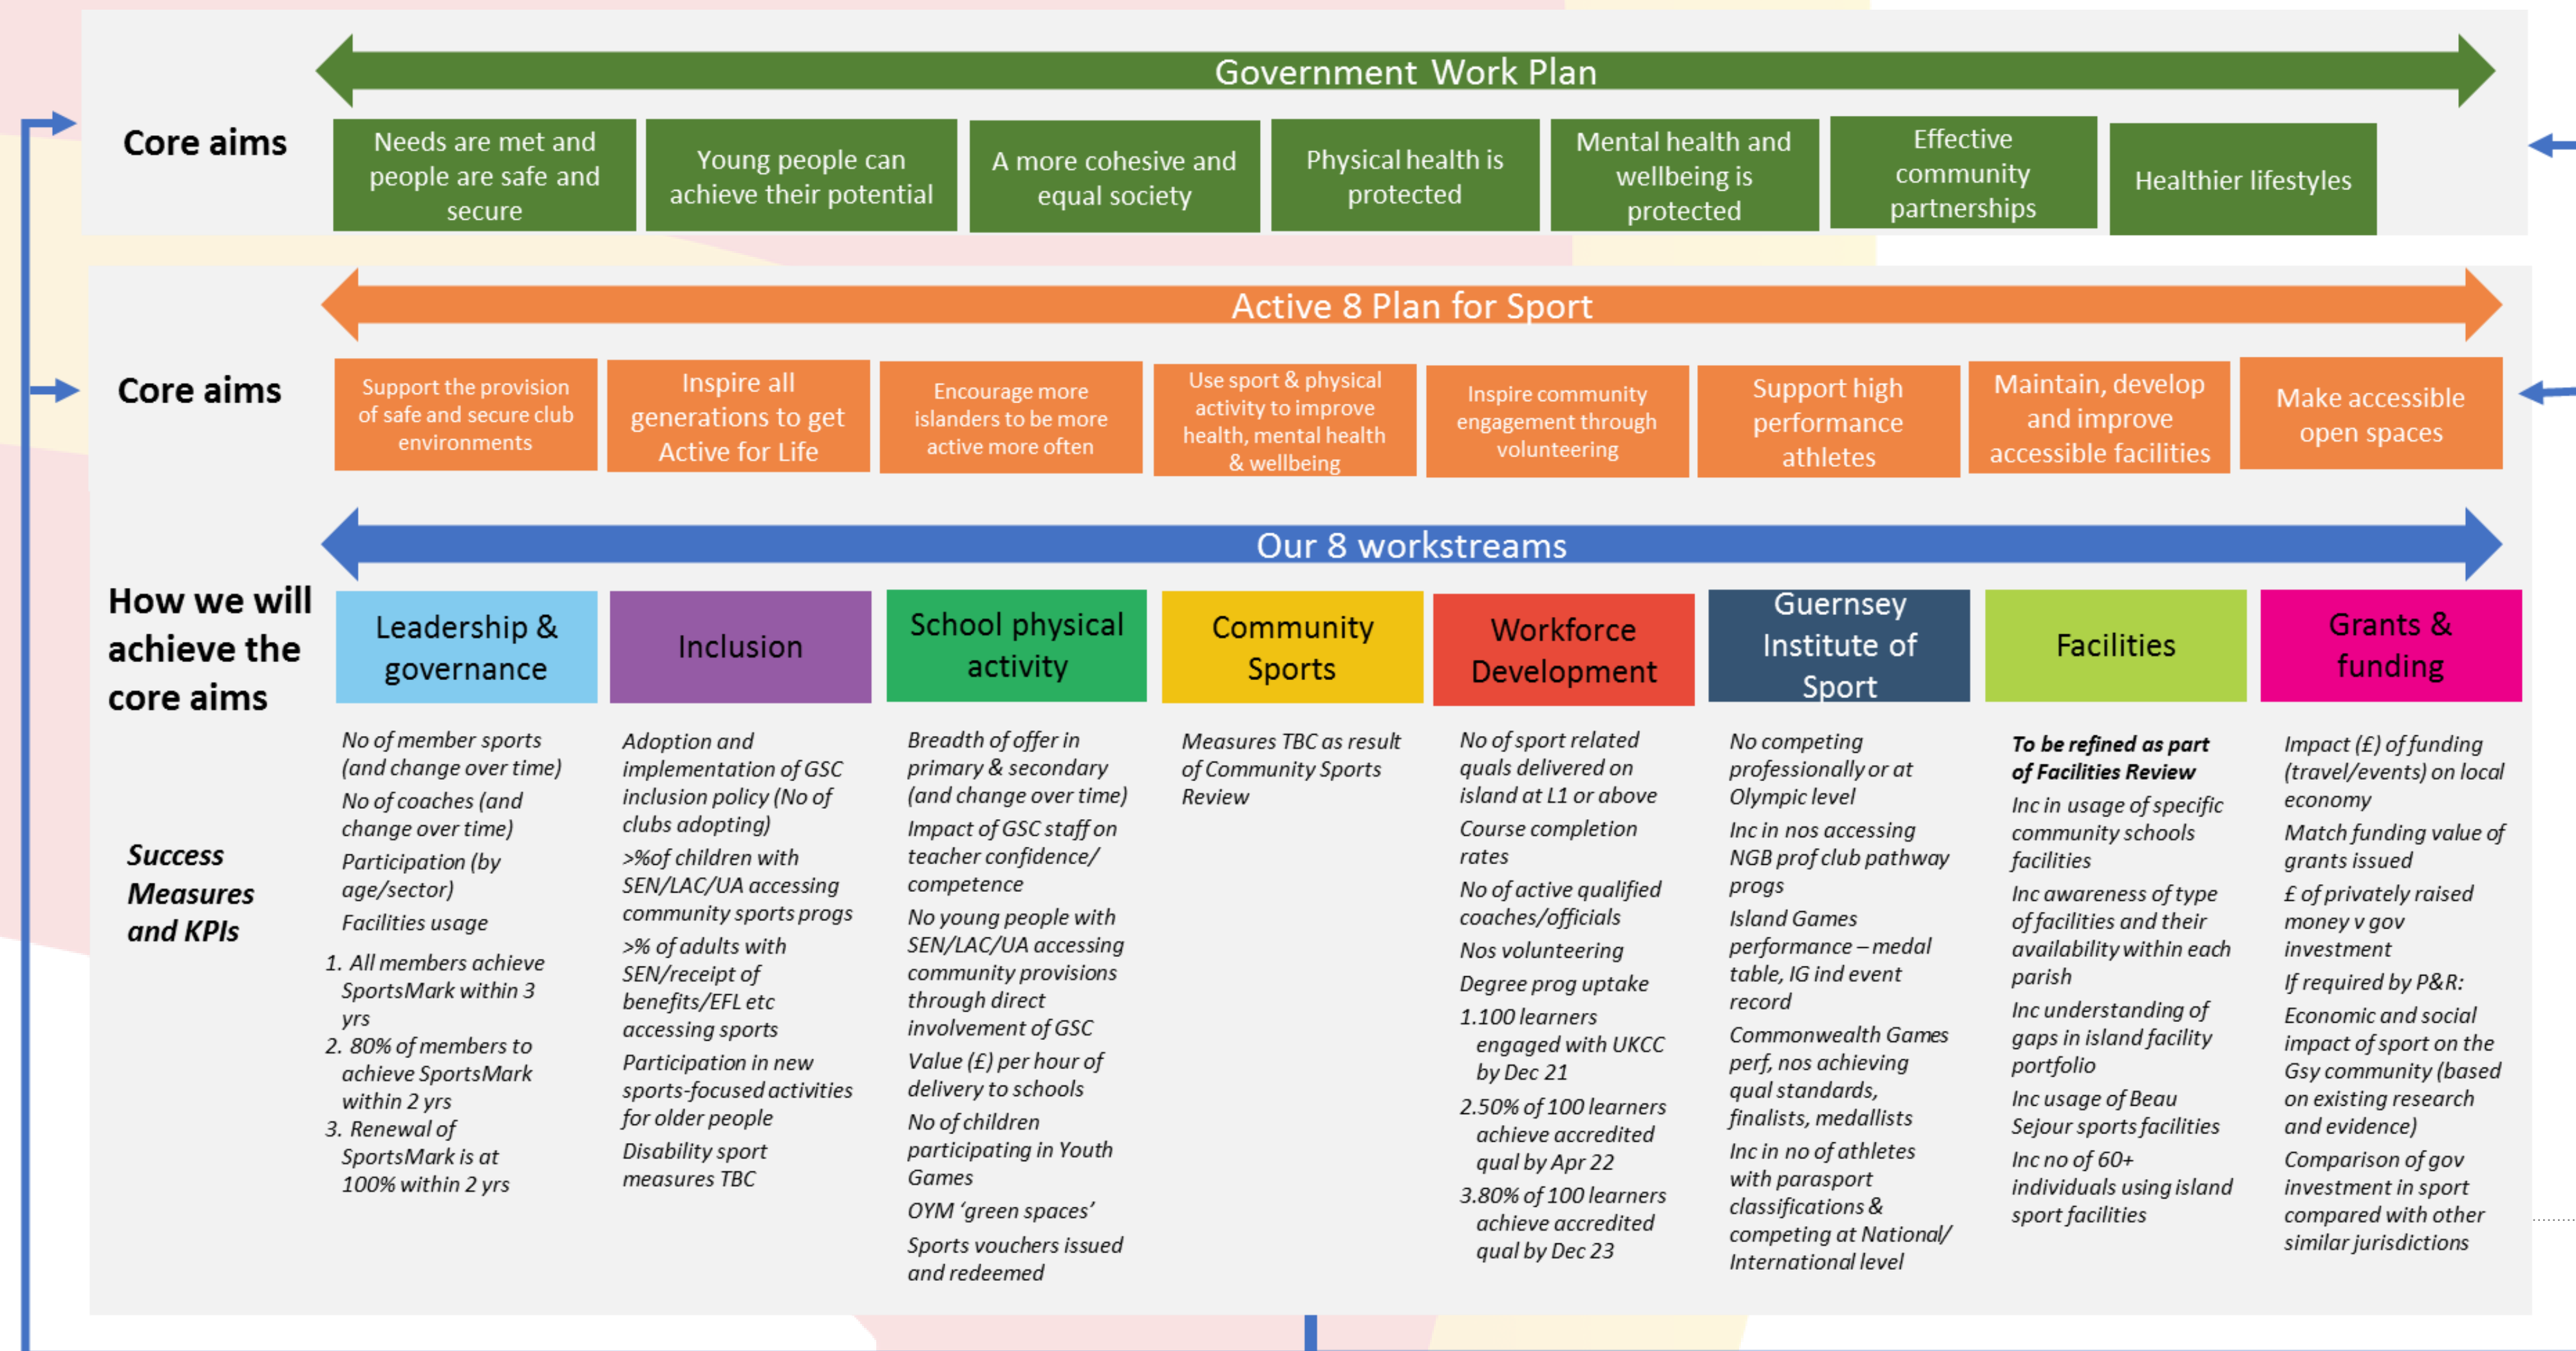 Government Work Plan
Core aims
Needs are met and
people are safe and
secure
Young people can
achieve their potential
A more cohesive and
equal society
Physical health is
protected
Mental health and
wellbeing is
protected
Effective
community
partnerships
Healthier lifestyles
Active 8 Plan for Sport
Core aims
Support the provision
of safe and secure club
environments
Inspire all
generations to get
Active for Life
Encourage more
islanders to be more
active more often
Use sport & physical
activity to improve
health, mental health
& wellbeing
Inspire community
engagement through
volunteering
Support high
performance
athletes
Maintain, develop
and improve
accessible facilities
Make accessible
open spaces
Our 8 workstreams
How we will
achieve the
core aims
Leadership &
governance
Inclusion
School physical
activity
Community
Sports
Workforce
Development
Guernsey
Institute of
Sport
Facilities
Grants &
funding
Success
Measures
and KPIs
No of member sports
(and change over time)
No of coaches (and
change over time)
Participation (by
age/sector)
Facilities usage
1. All members achieve
SportsMark within 3
yrs
2. 80% of members to
achieve SportsMark
within 2 yrs
3. Renewal of
SportsMark is at
100% within 2 yrs
Adoption and
implementation of GSC
inclusion policy (No of
clubs adopting)
>%of children with
SEN/LAC/UA accessing
community sports progs
>% of adults with
SEN/receipt of
benefits/EFL etc
accessing sports
Participation in new
sports-focused activities
for older people
Disability sport
measures TBC
Breadth of offer in
primary & secondary
(and change over time)
Impact of GSC staff on
teacher confidence/
competence
No young people with
SEN/LAC/UA accessing
community provisions
through direct
involvement of GSC
Value (£) per hour of
delivery to schools
No of children
participating in Youth
Games
OYM ‘green spaces’
Sports vouchers issued
and redeemed
Measures TBC as result
of Community Sports
Review
No of sport related
quals delivered on
island at L1 or above
Course completion
rates
No of active qualified
coaches/officials
Nos volunteering
Degree prog uptake
1.100 learners
engaged with UKCC
by Dec 21
2.50% of 100 learners
achieve accredited
qual by Apr 22
3.80% of 100 learners
achieve accredited
qual by Dec 23
No competing
professionally or at
Olympic level
Inc in nos accessing
NGB prof club pathway
progs
Island Games
performance – medal
table, IG ind event
record
Commonwealth Games
perf, nos achieving
qual standards,
finalists, medallists
Inc in no of athletes
with parasport
classifications &
competing at National/
International level
To be refined as part
of Facilities Review
Inc in usage of specific
community schools
facilities
Inc awareness of type
of facilities and their
availability within each
parish
Inc understanding of
gaps in island facility
portfolio
Inc usage of Beau
Sejour sports facilities
Inc no of 60+
individuals using island
sport facilities
Impact (£) of funding
(travel/events) on local
economy
Match funding value of
grants issued
£ of privately raised
money v gov
investment
If required by P&R:
Economic and social
impact of sport on the
Gsy community (based
on existing research
and evidence)
Comparison of gov
investment in sport
compared with other
similar jurisdictions